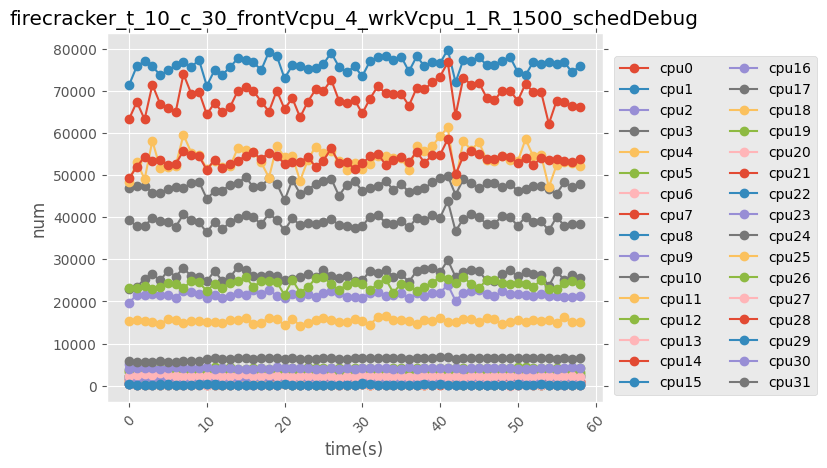 firecracker_t_10_c_30_frontVcpu_4_wrkVcpu_1_R_1500_schedDebug
80000
70000
60000
50000
40000
30000
20000
10000
0
num
0
10
20
30
40
50
60
time(s)
cpu0
cpu1
cpu2
cpu3
cpu4
cpu5
cpu6
cpu7
cpu8
cpu9
cpu10
cpu11
cpu12
cpu13
cpu14
cpu15
cpu16
cpu17
cpu18
cpu19
cpu20
cpu21
cpu22
cpu23
cpu24
cpu25
cpu26
cpu27
cpu28
cpu29
cpu30
cpu31